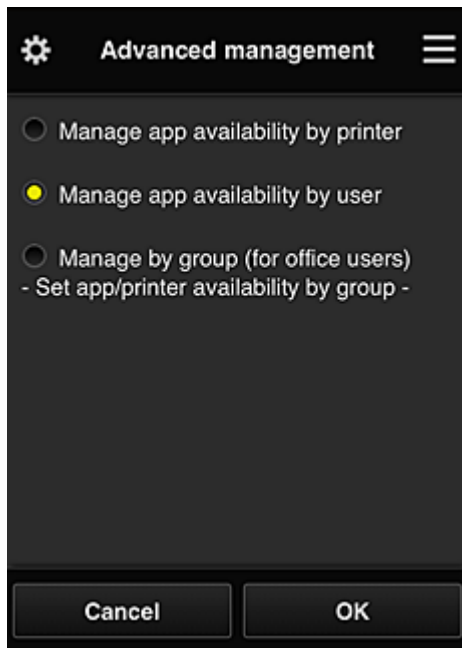 Advanced management
Manage app availability by printer
Manage app availability by user
Manage by group (for office users)
- Set app/printer availability by group -
Cancel
OK